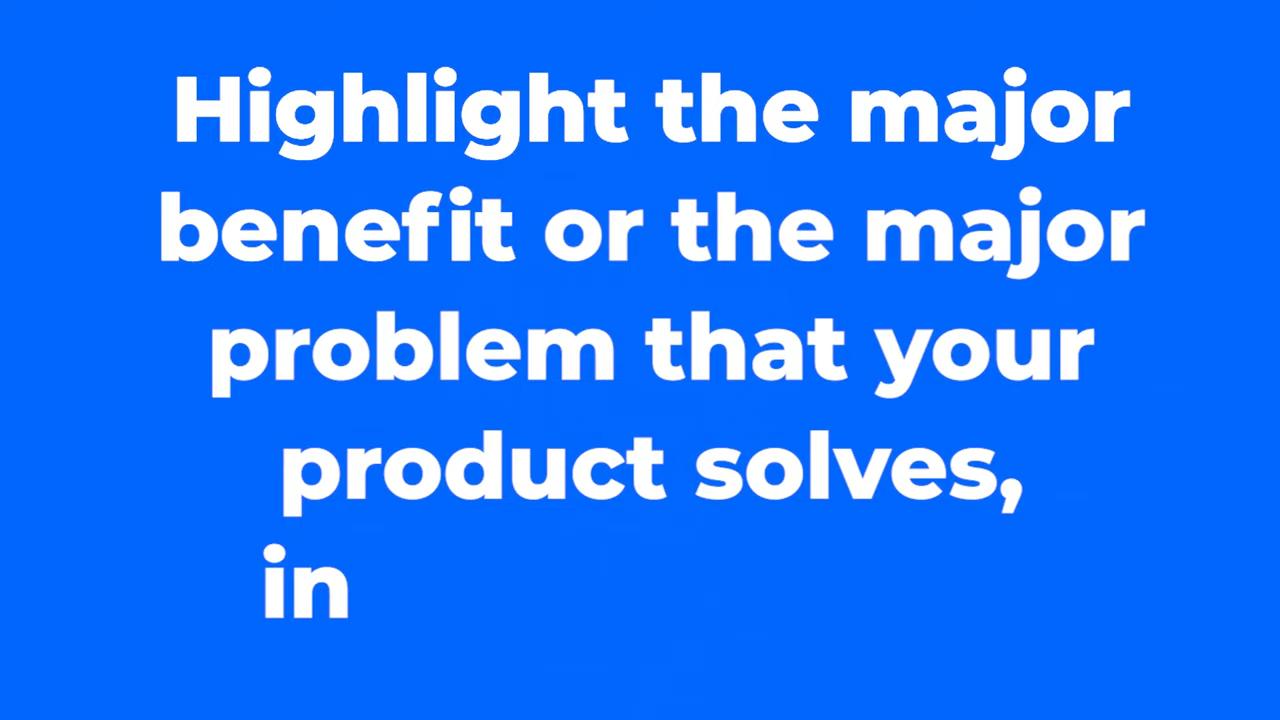 Highlight the major
benefit or the major
problem that your
product solves,
in